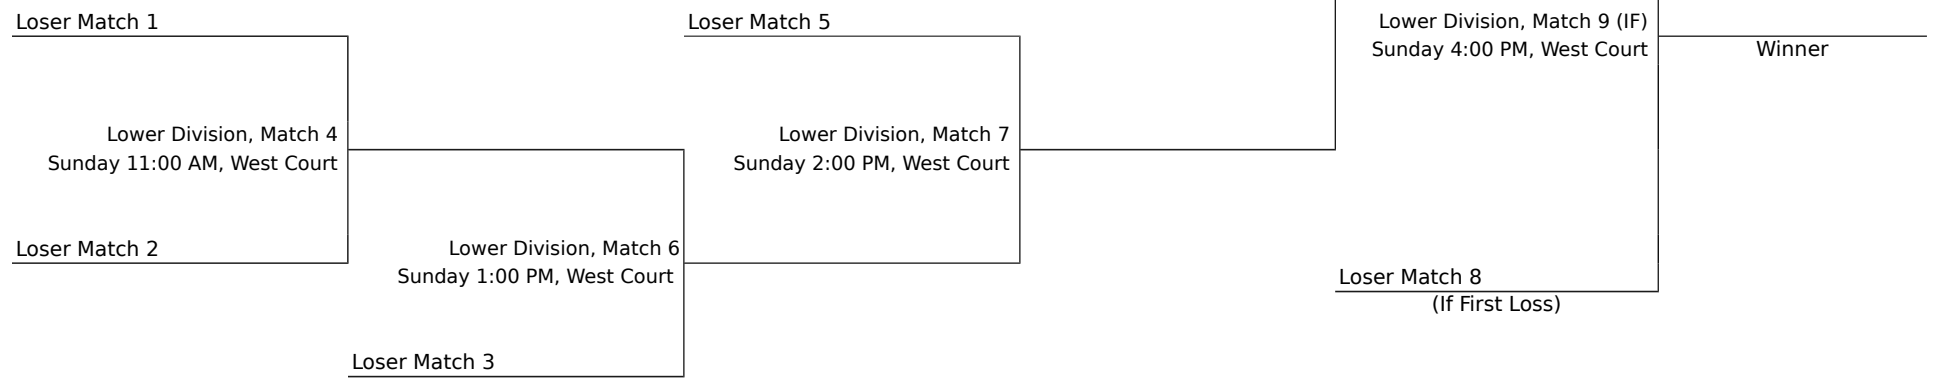 Loser Match 1
Loser Match 5
Lower Division, Match 9 (IF)
Sunday 4:00 PM, West Court
Winner
Lower Division, Match 4
Sunday 11:00 AM, West Court
Lower Division, Match 7
Sunday 2:00 PM, West Court
Loser Match 2
Lower Division, Match 6
Sunday 1:00 PM, West Court
Loser Match 8
(If First Loss)
Loser Match 3